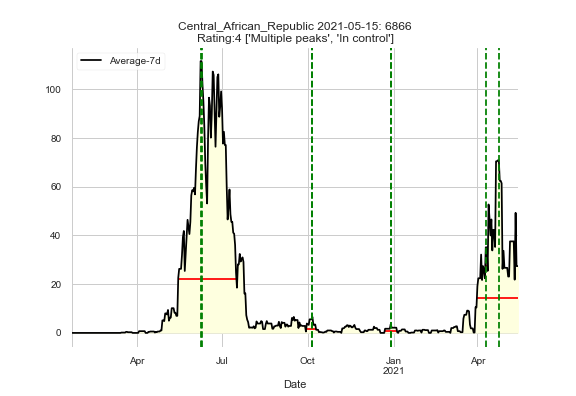 Central_African_Republic 2021-05-15: 6866
Rating:4 ['Multiple peaks', 'In control']
Average-7d
100
80
60
40
20
0
Apr
Jul
Oct
Jan
2021
Apr
Date